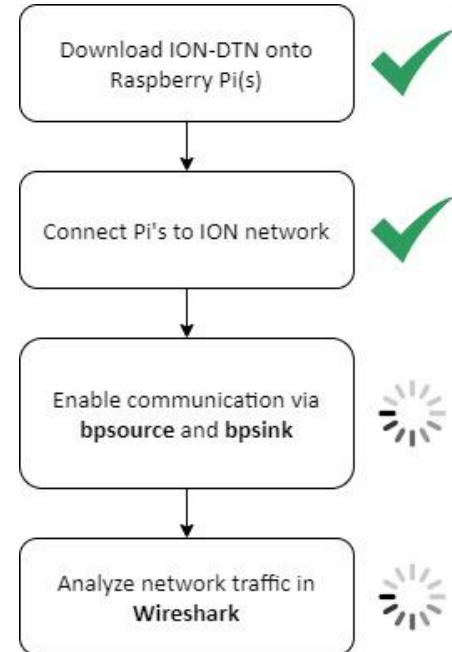 Download ION-DTN onto
Raspberry Pi(s)
Connect Pi's to ION network
Enable communication via
bpsource and bpsink
Analyze network traffic in
Wireshark